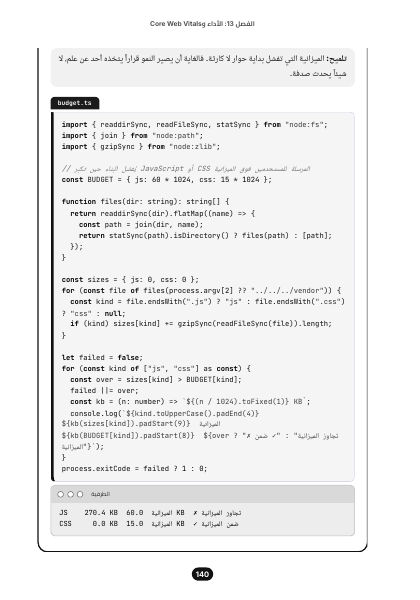 الفصل 13: الأداء وCore Web Vitals
تلميح: الميزانية التي تفشل بداية حوار لا كارثة. فالغاية أن يصير النمو قراراً يتخذه أحد عن علم، لا
شيئاً يحدث صدفة.
budget.ts
import { readdirSync, readFileSync, statSync } from "node:fs";
import { join } from "node:path";
import { gzipSync } from "node:zlib";
// يفشل البناء حين تكبر JavaScript أو CSS المرسلة للمستخدمين فوق الميزانية
const BUDGET = { js: 60 * 1024, css: 15 * 1024 };
function files(dir: string): string[] {
return readdirSync(dir).flatMap((name) => {
const path = join(dir, name);
return statSync(path).isDirectory() ? files(path) : [path];
});
}
const sizes = { js: 0, css: 0 };
for (const file of files(process.argv[2] ?? "../../../vendor")) {
const kind = file.endsWith(".js") ? "js" : file.endsWith(".css")
? "css" : null;
if (kind) sizes[kind] += gzipSync(readFileSync(file)).length;
}
let failed = false;
for (const kind of ["js", "css"] as const) {
const over = sizes[kind] > BUDGET[kind];
failed ||= over;
const kb = (n: number) => `${(n / 1024).toFixed(1)} KB`;
console.log(`${kind.toUpperCase().padEnd(4)}
${kb(sizes[kind]).padStart(9)} الميزانية
${kb(BUDGET[kind]).padStart(8)} ${over ? "✗ تجاوز الميزانية" : "✓ ضمن
الميزانية"}`);
}
process.exitCode = failed ? 1 : 0;
الطرفية
JS 270.4 KB الميزانية 60.0 KB ✗ تجاوز الميزانية
CSS 0.0 KB الميزانية 15.0 KB ✓ ضمن الميزانية
140